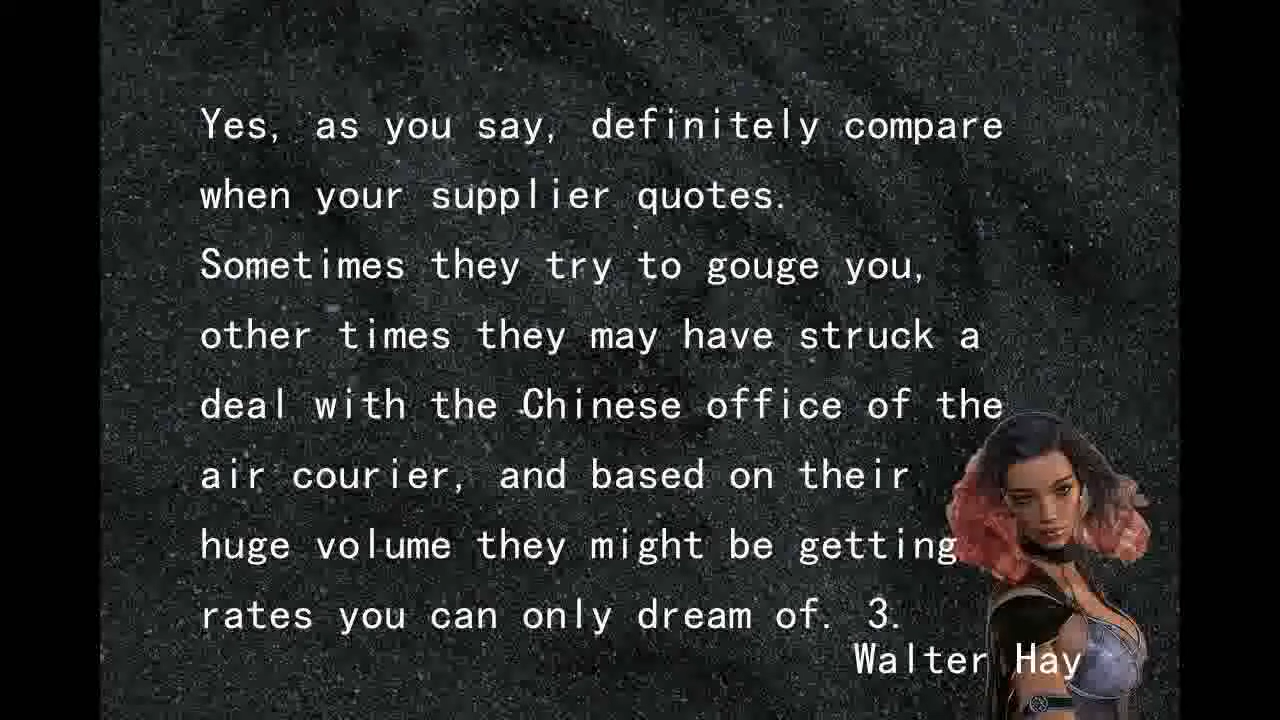 Yes, as you say, definitely compare
when your supplier quotes.
Sometimes they try to gouge you,
other times they may have struck a
deal with the Chinese office of the
air courier, and based on their
huge volume they might be getting
rates you can only dream of. 3.
Walter Hay